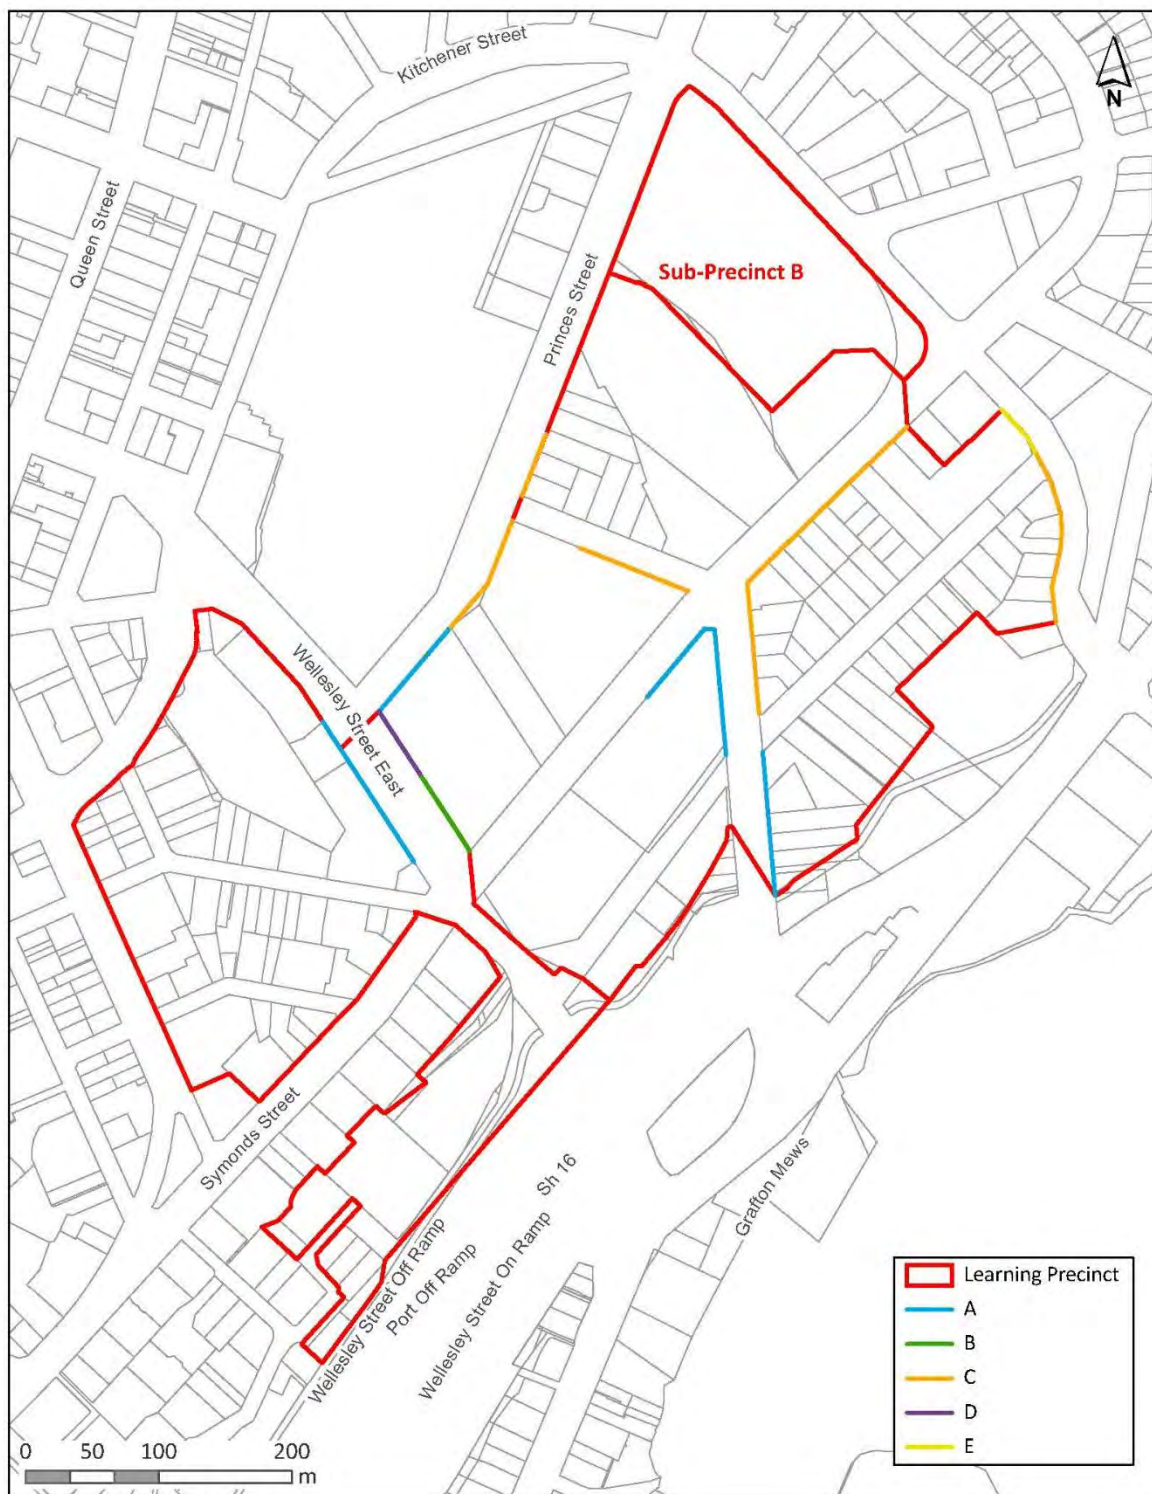 Kitchener Street
N
Queen Street
Princes Street
Sub-Precinct B
Wellesley Street East
Symonds Street
Sh 16
Grafton Mews
Wellesley Street Off Ramp
Port Off Ramp
Wellesley Street On Ramp
Learning Precinct
A
B
C
D
E
0 50 100 200
m